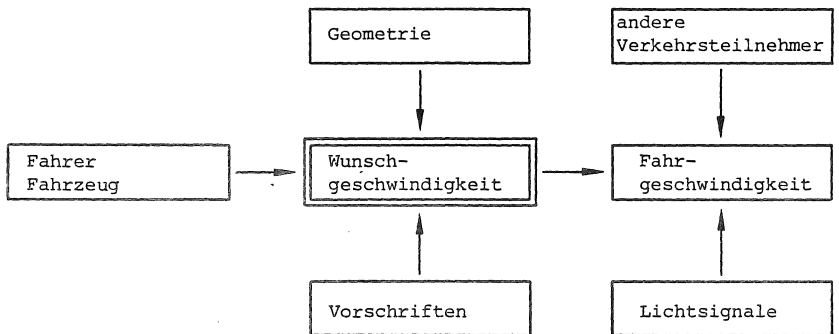 Geometrie
andere
Verkehrsteilnehmer
Fahrer
Fahrzeug
Wunsch-
geschwindigkeit
Fahr-
geschwindigkeit
Vorschriften
Lichtsignale